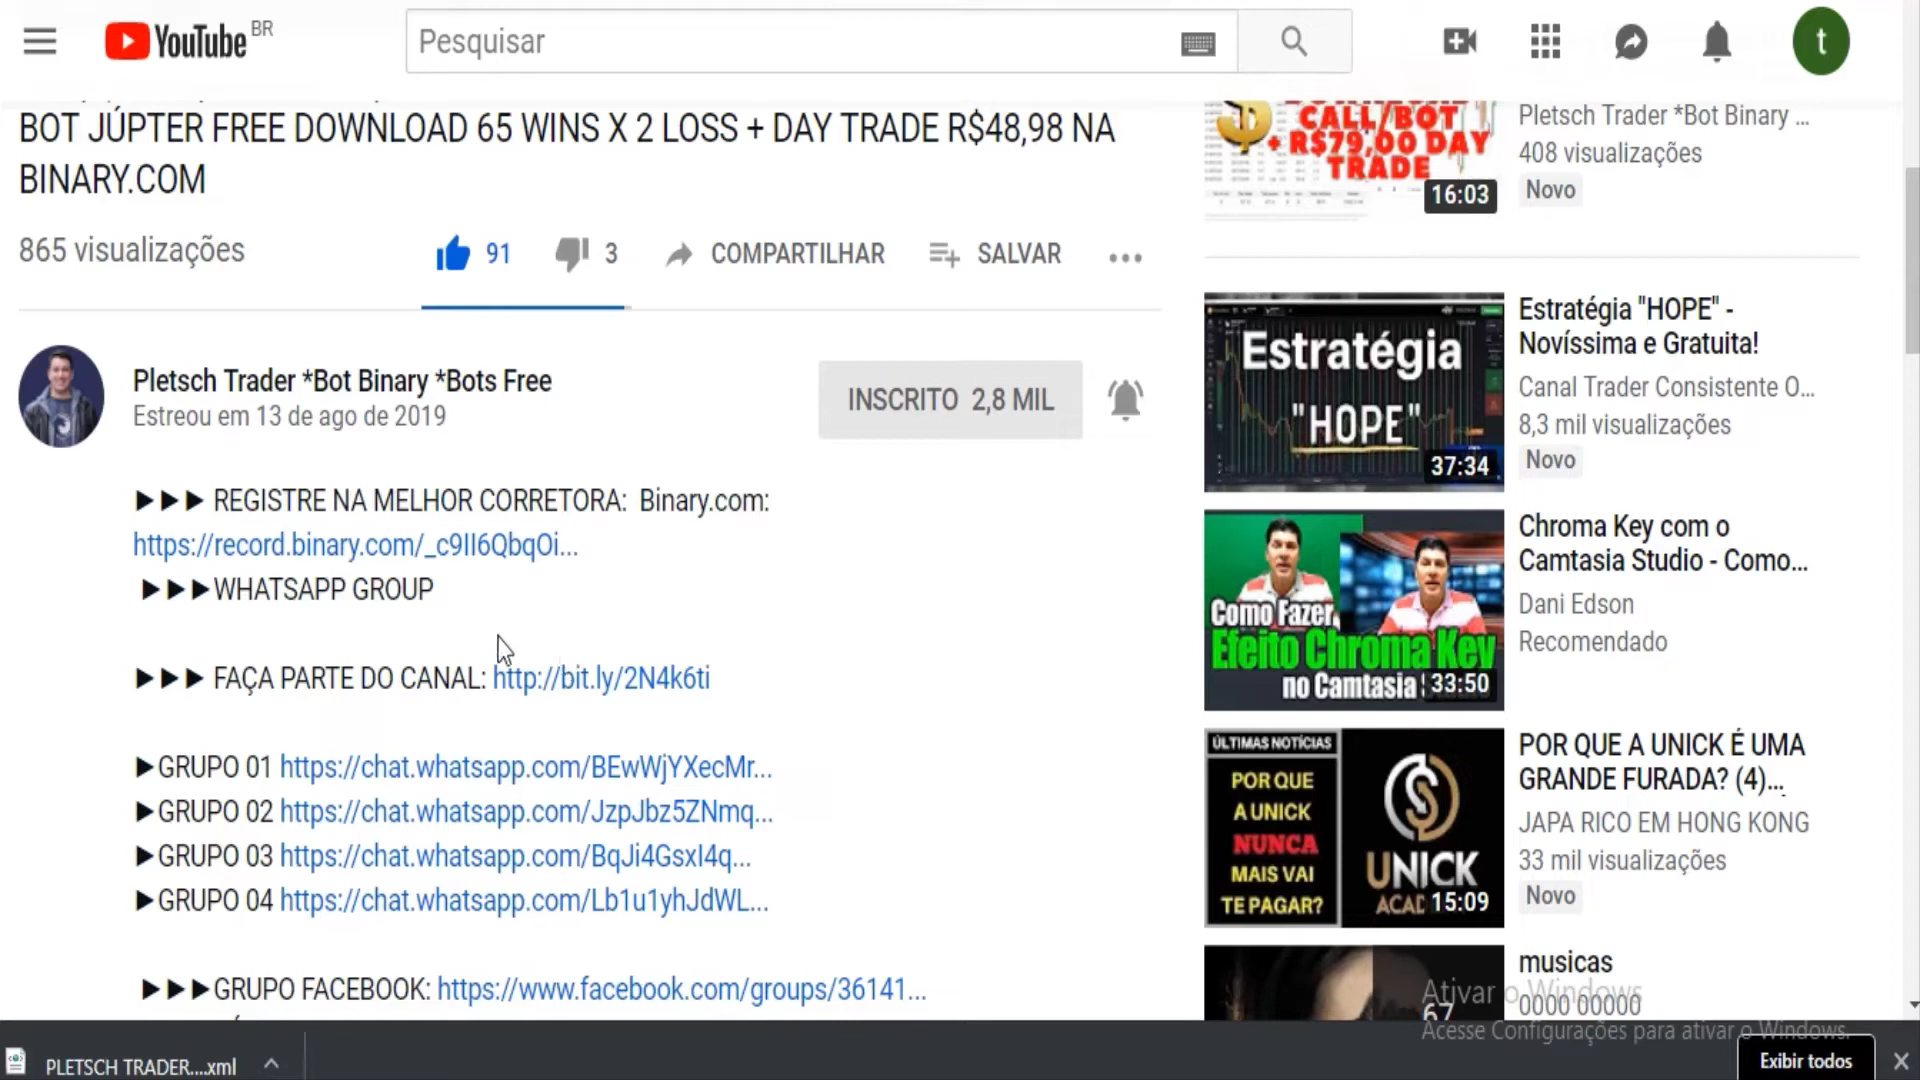 YouTube BR
Pesquisar
t
BOT JÚPTER FREE DOWNLOAD 65 WINS X 2 LOSS + DAY TRADE R$48,98 NA
BINARY.COM
865 visualizações
91
3
COMPARTILHAR
SALVAR
Pletsch Trader *Bot Binary *Bots Free
Estreou em 13 de ago de 2019
INSCRITO 2,8 MIL
▶▶▶ REGISTRE NA MELHOR CORRETORA: Binary.com:
https://record.binary.com/_c9II6QbqOi...
▶▶▶WHATSAPP GROUP
▶▶▶ FAÇA PARTE DO CANAL: http://bit.ly/2N4k6ti
▶GRUPO 01 https://chat.whatsapp.com/BEwWjYXecMr...
▶GRUPO 02 https://chat.whatsapp.com/JzpJbz5ZNmq...
▶GRUPO 03 https://chat.whatsapp.com/BqJi4GsxI4q...
▶GRUPO 04 https://chat.whatsapp.com/Lb1u1yhJdWL...
▶▶▶GRUPO FACEBOOK: https://www.facebook.com/groups/36141...
CALL/BOT
+ R$79,00 DAY
TRADE
16:03
Pletsch Trader *Bot Binary ...
408 visualizações
Novo
Estratégia
"HOPE"
37:34
Estratégia "HOPE" -
Novíssima e Gratuita!
Canal Trader Consistente O...
8,3 mil visualizações
Novo
Como Fazer
Efeito Chroma Key
no Camtasia
33:50
Chroma Key com o
Camtasia Studio - Como...
Dani Edson
Recomendado
ÚLTIMAS NOTÍCIAS
POR QUE
A UNICK
NUNCA
MAIS VAI
TE PAGAR?
UNICK
ACAD
15:09
POR QUE A UNICK É UMA
GRANDE FURADA? (4)...
JAPA RICO EM HONG KONG
33 mil visualizações
Novo
67
musicas
0000 00000
Ativar o Windows
Acesse Configurações para ativar o Windows.
PLETSCH TRADER....xml
Exibir todos